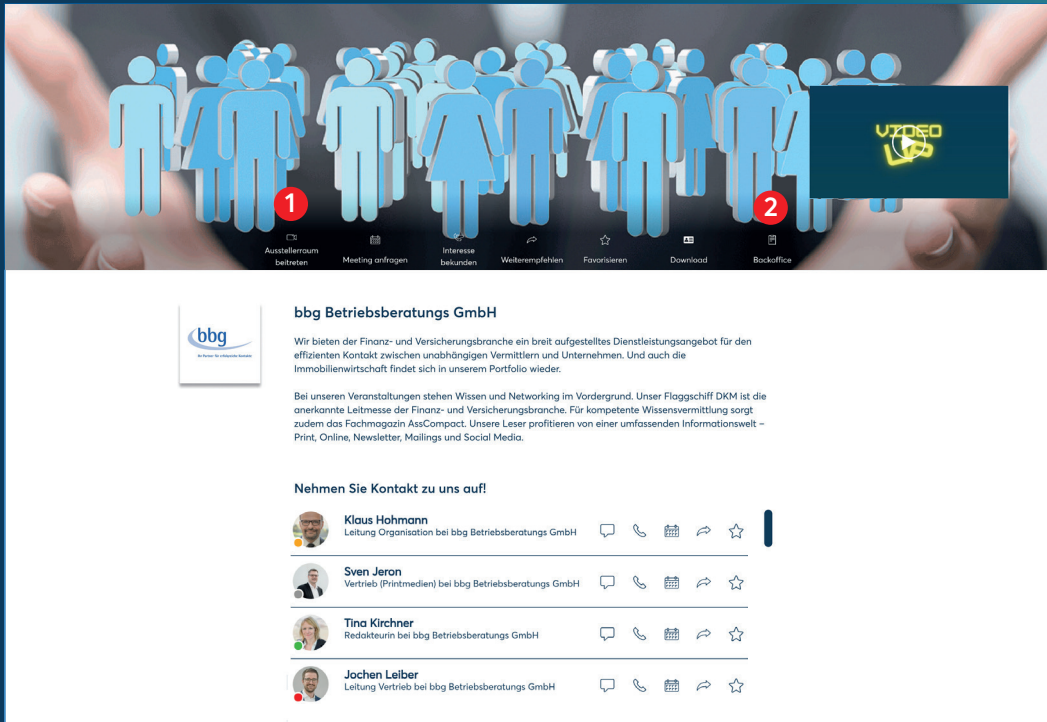 VIDEO
UP
1
2
Ausstellerraum
beitreten
Meeting anfragen
Interesse
bekunden
Weiterempfehlen
Favorisieren
Download
Backoffice
bbg
Ihr Partner für erfolgreiche Kontakte
bbg Betriebsberatungs GmbH
Wir bieten der Finanz- und Versicherungsbranche ein breit aufgestelltes Dienstleistungsangebot für den
effizienten Kontakt zwischen unabhängigen Vermittlern und Unternehmen. Und auch die
Immobilienwirtschaft findet sich in unserem Portfolio wieder.
Bei unseren Veranstaltungen stehen Wissen und Networking im Vordergrund. Unser Flaggschiff DKM ist die
anerkannte Leitmesse der Finanz- und Versicherungsbranche. Für kompetente Wissensvermittlung sorgt
zudem das Fachmagazin AssCompact. Unsere Leser profitieren von einer umfassenden Informationswelt –
Print, Online, Newsletter, Mailings und Social Media.
Nehmen Sie Kontakt zu uns auf!
Klaus Hohmann
Leitung Organisation bei bbg Betriebsberatungs GmbH
Sven Jeron
Vertrieb (Printmedien) bei bbg Betriebsberatungs GmbH
Tina Kirchner
Redakteurin bei bbg Betriebsberatungs GmbH
Jochen Leiber
Leitung Vertrieb bei bbg Betriebsberatungs GmbH